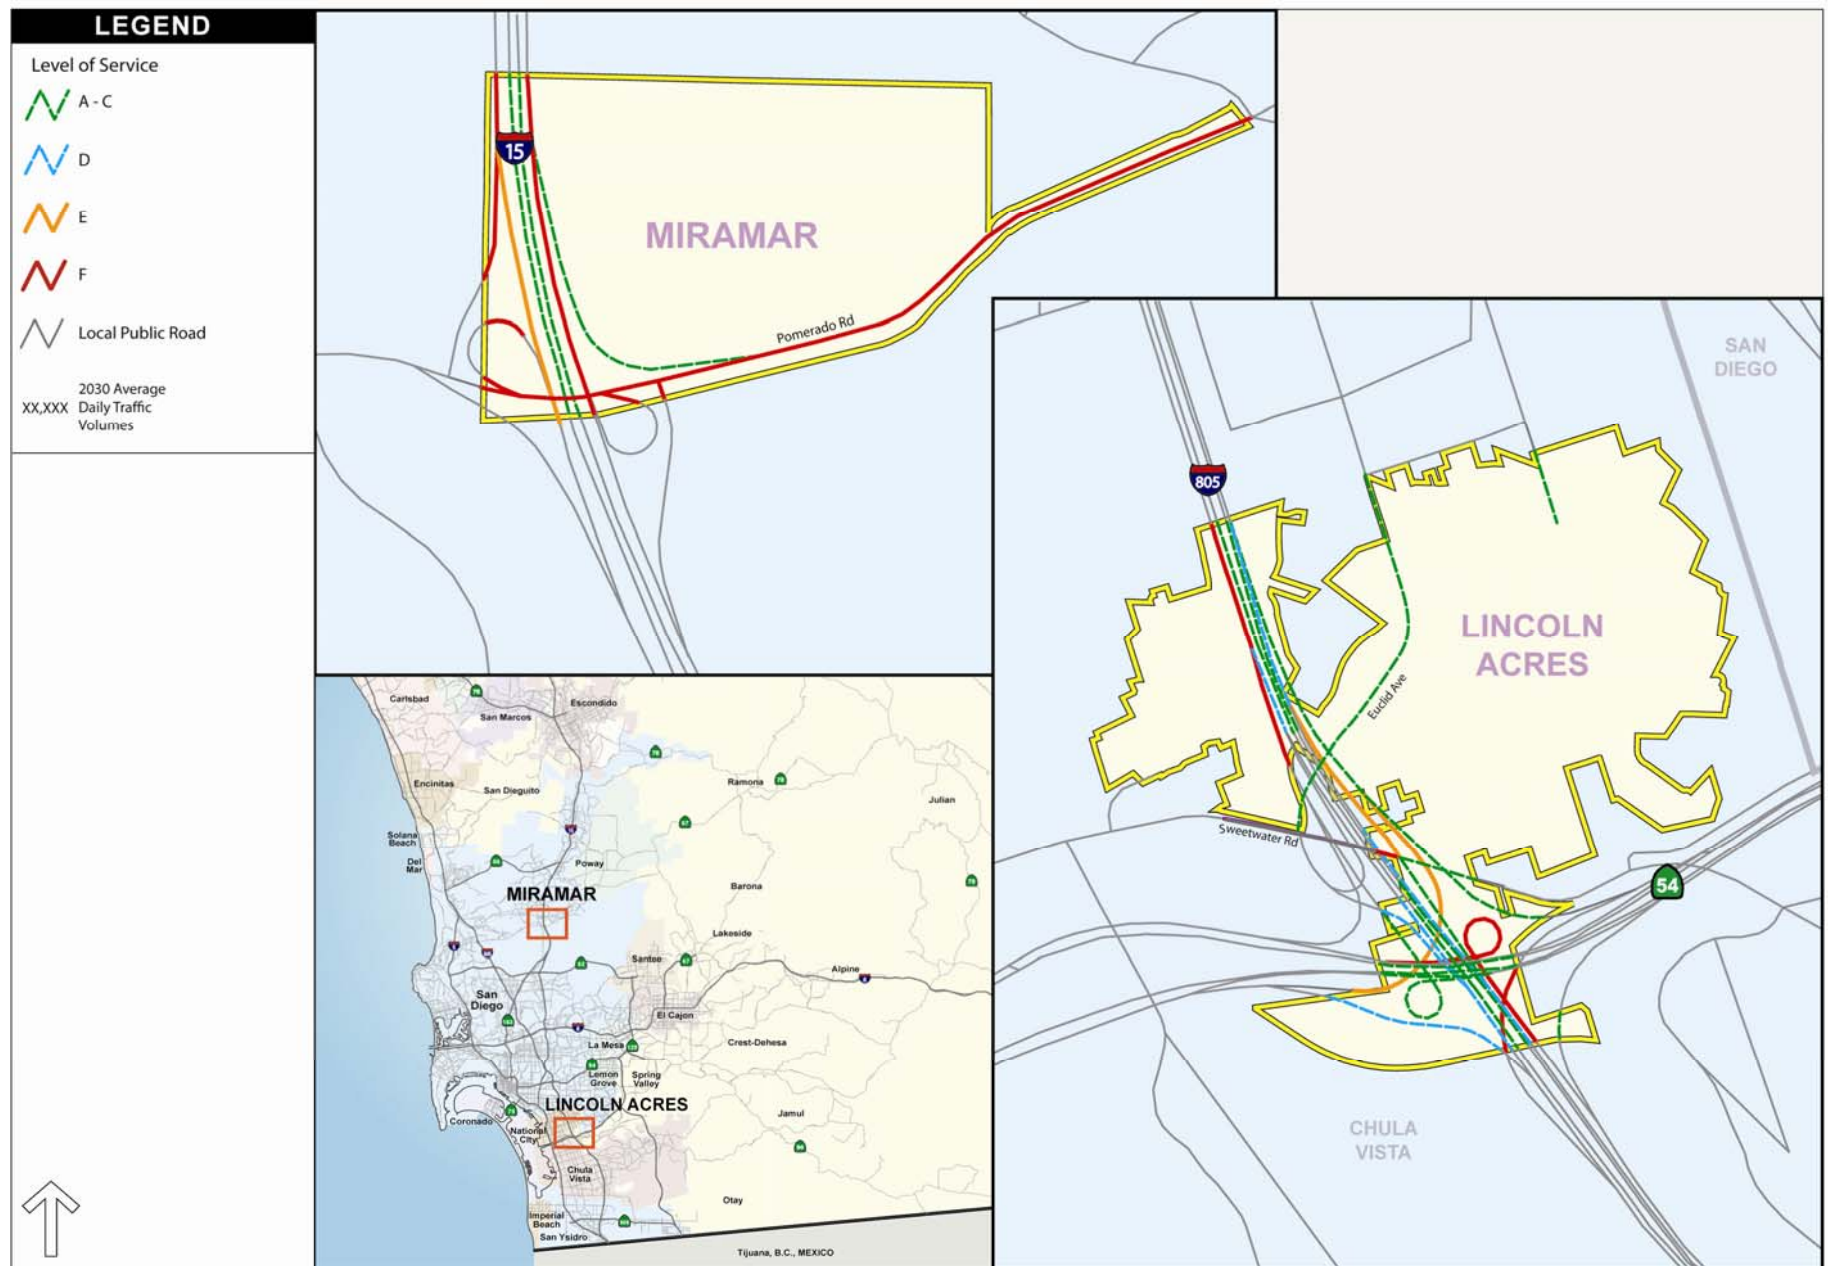 LEGEND
Level of Service
A - C
D
E
F
Local Public Road
XX,XXX
2030 Average
Daily Traffic
Volumes
15
MIRAMAR
Pomerado Rd
SAN
DIEGO
805
LINCOLN
ACRES
Euclid Ave
Sweetwater Rd
54
CHULA
VISTA
Carlsbad
San Marcos
Escondido
Encinitas
San Dieguito
Ramona
Julian
Solana
Beach
Del
Mar
Poway
MIRAMAR
Barona
Lakeside
Santee
Alpine
San
Diego
El Cajon
La Mesa
Crest-Dehesa
Lemon
Grove
Spring
Valley
LINCOLN ACRES
Coronado
National
City
Jamul
Chula
Vista
Otay
Imperial
Beach
San Ysidro
Tijuana, B.C., MEXICO